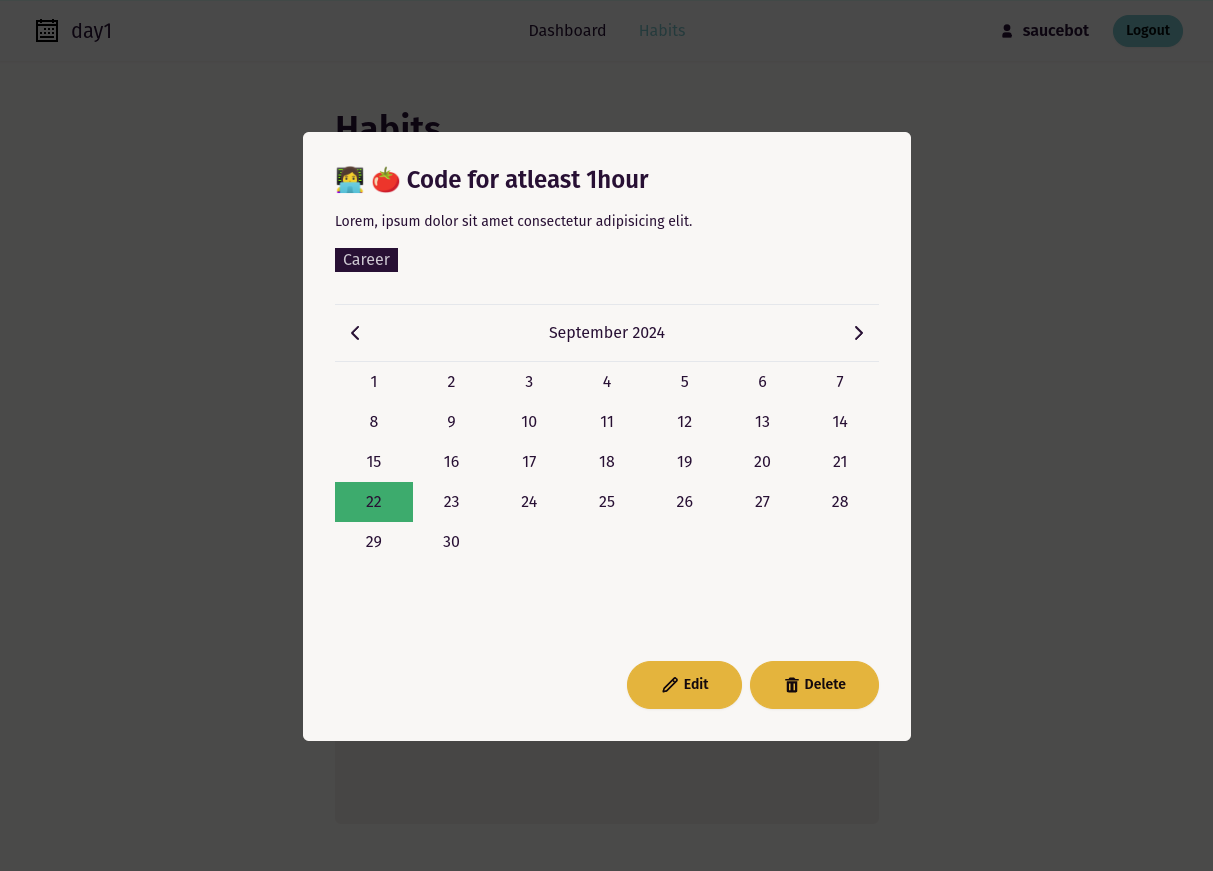 day1 Dashboard Habits saucebot Logout
Habits
👩‍💻 🍅 Code for atleast 1hour
Lorem, ipsum dolor sit amet consectetur adipisicing elit.
Career
September 2024
1 2 3 4 5 6 7
8 9 10 11 12 13 14
15 16 17 18 19 20 21
22 23 24 25 26 27 28
29 30
Edit Delete